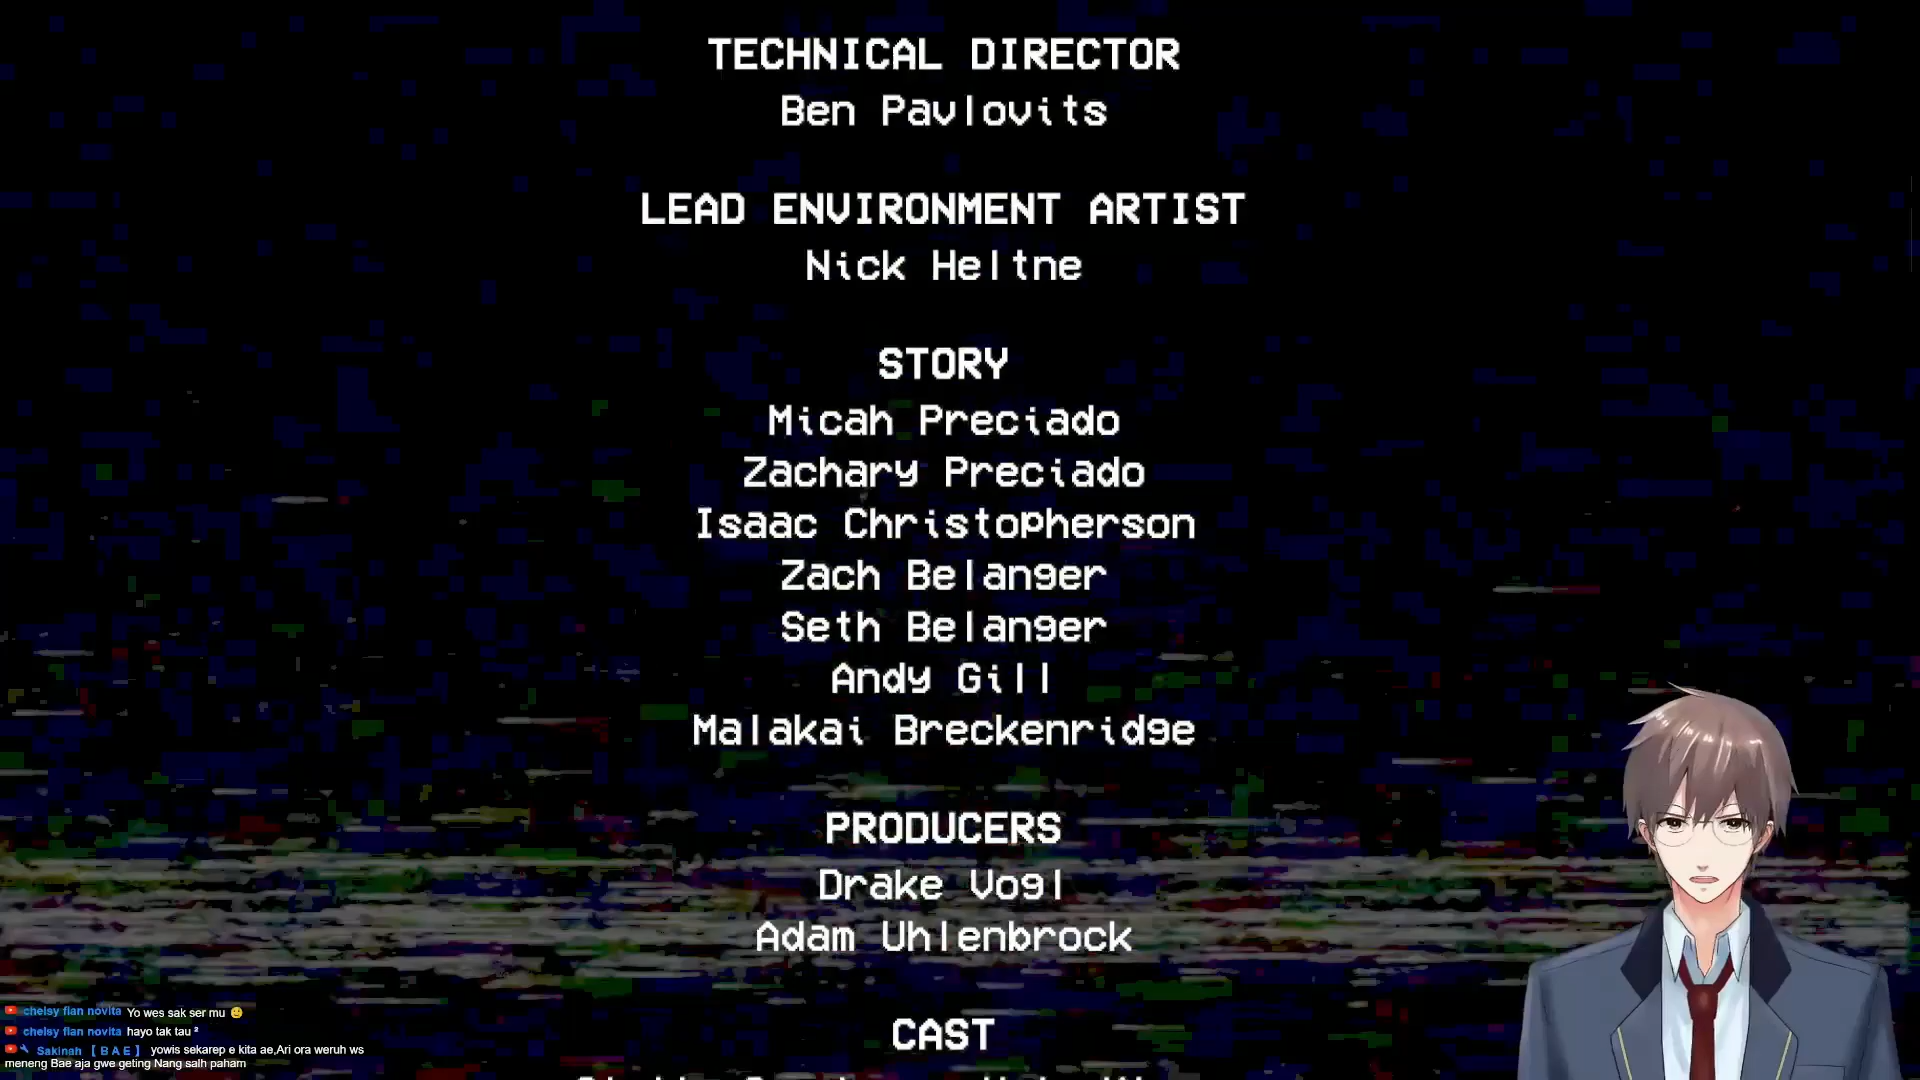 TECHNICAL DIRECTOR
Ben Pavlovits
LEAD ENVIRONMENT ARTIST
Nick Heltne
STORY
Micah Preciado
Zachary Preciado
Isaac Christopherson
Zach Belanger
Seth Belanger
Andy Gill
Malakai Breckenridge
PRODUCERS
Drake Vogl
Adam Uhlenbrock
CAST
chelsy fian novita Yo wes sak ser mu 🙂
chelsy fian novita hayo tak tau ²
Sakinah [ B A E ] yowis sekarep e kita ae,Ari ora weruh ws
meneng Bae aja gwe geting Nang salh paham